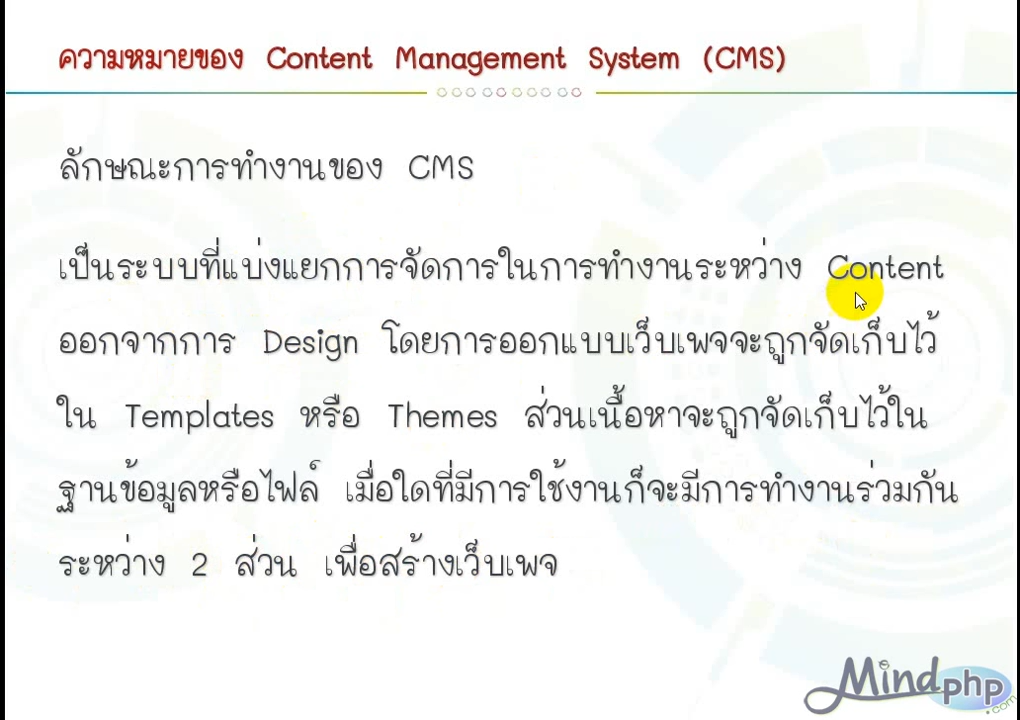 ความหมายของ Content Management System (CMS)
ลักษณะการทำงานของ CMS
เป็นระบบที่แบ่งแยกการจัดการในการทำงานระหว่าง Content
ออกจากการ Design โดยการออกแบบเว็บเพจจะถูกจัดเก็บไว้
ใน Templates หรือ Themes ส่วนเนื้อหาจะถูกจัดเก็บไว้ใน
ฐานข้อมูลหรือไฟล์ เมื่อใดที่มีการใช้งานก็จะมีการทำงานร่วมกัน
ระหว่าง 2 ส่วน เพื่อสร้างเว็บเพจ
Mindphp.com